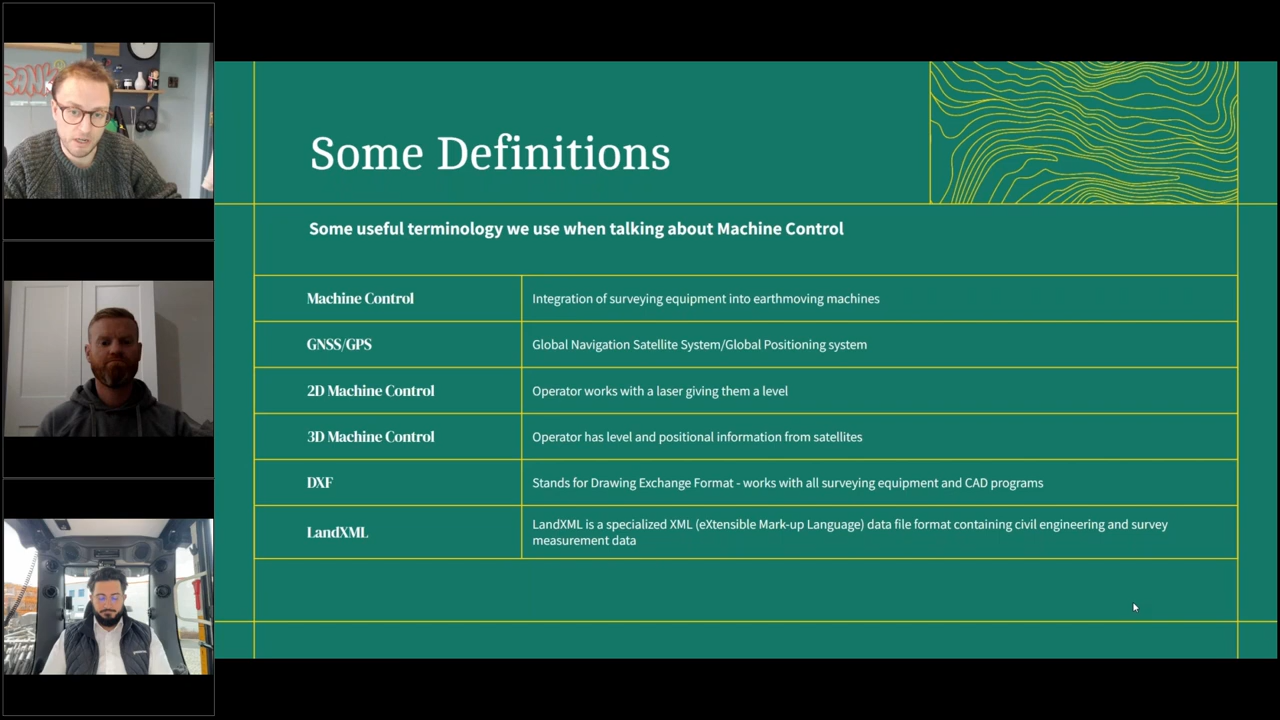 Some Definitions
Some useful terminology we use when talking about Machine Control
Machine Control
Integration of surveying equipment into earthmoving machines
GNSS/GPS
Global Navigation Satellite System/Global Positioning system
2D Machine Control
Operator works with a laser giving them a level
3D Machine Control
Operator has level and positional information from satellites
DXF
Stands for Drawing Exchange Format - works with all surveying equipment and CAD programs
LandXML
LandXML is a specialized XML (eXtensible Mark-up Language) data file format containing civil engineering and survey
measurement data